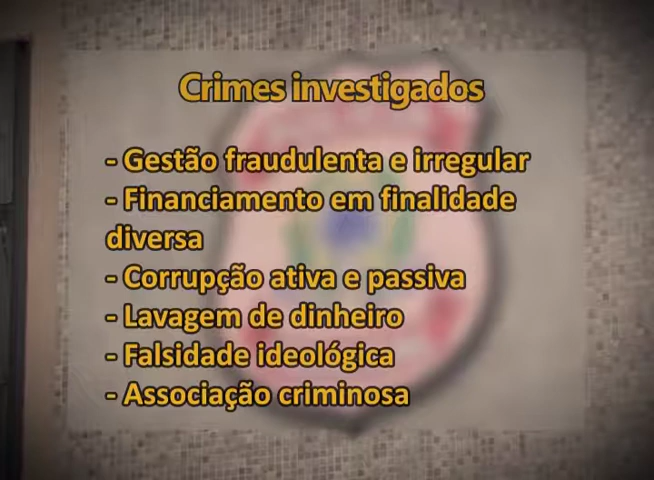 Crimes investigados
- Gestão fraudulenta e irregular
- Financiamento em finalidade
diversa
- Corrupção ativa e passiva
- Lavagem de dinheiro
- Falsidade ideológica
- Associação criminosa